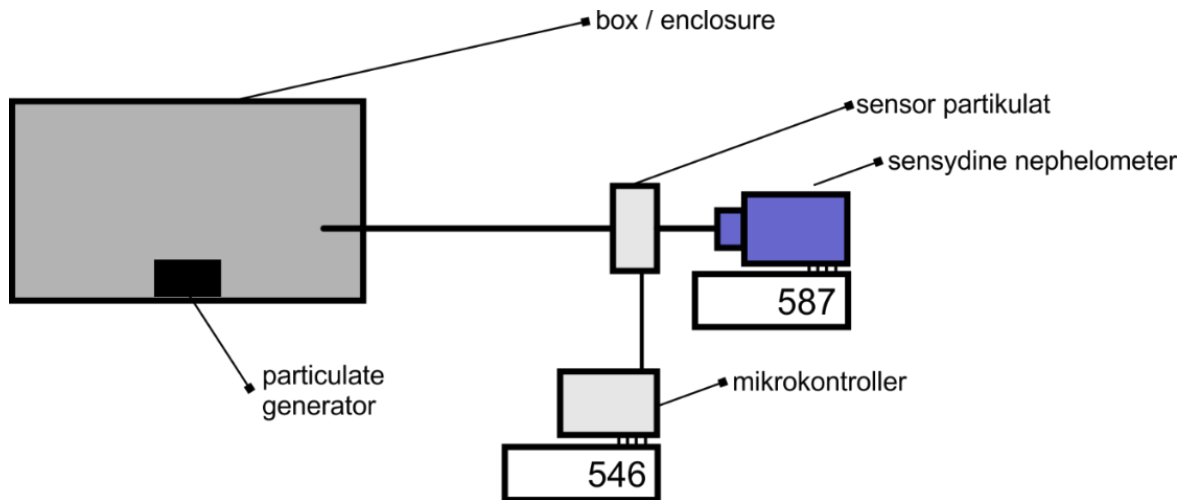 box / enclosure
sensor partikulat
sensydine nephelometer
587
particulate
generator
mikrokontroller
546